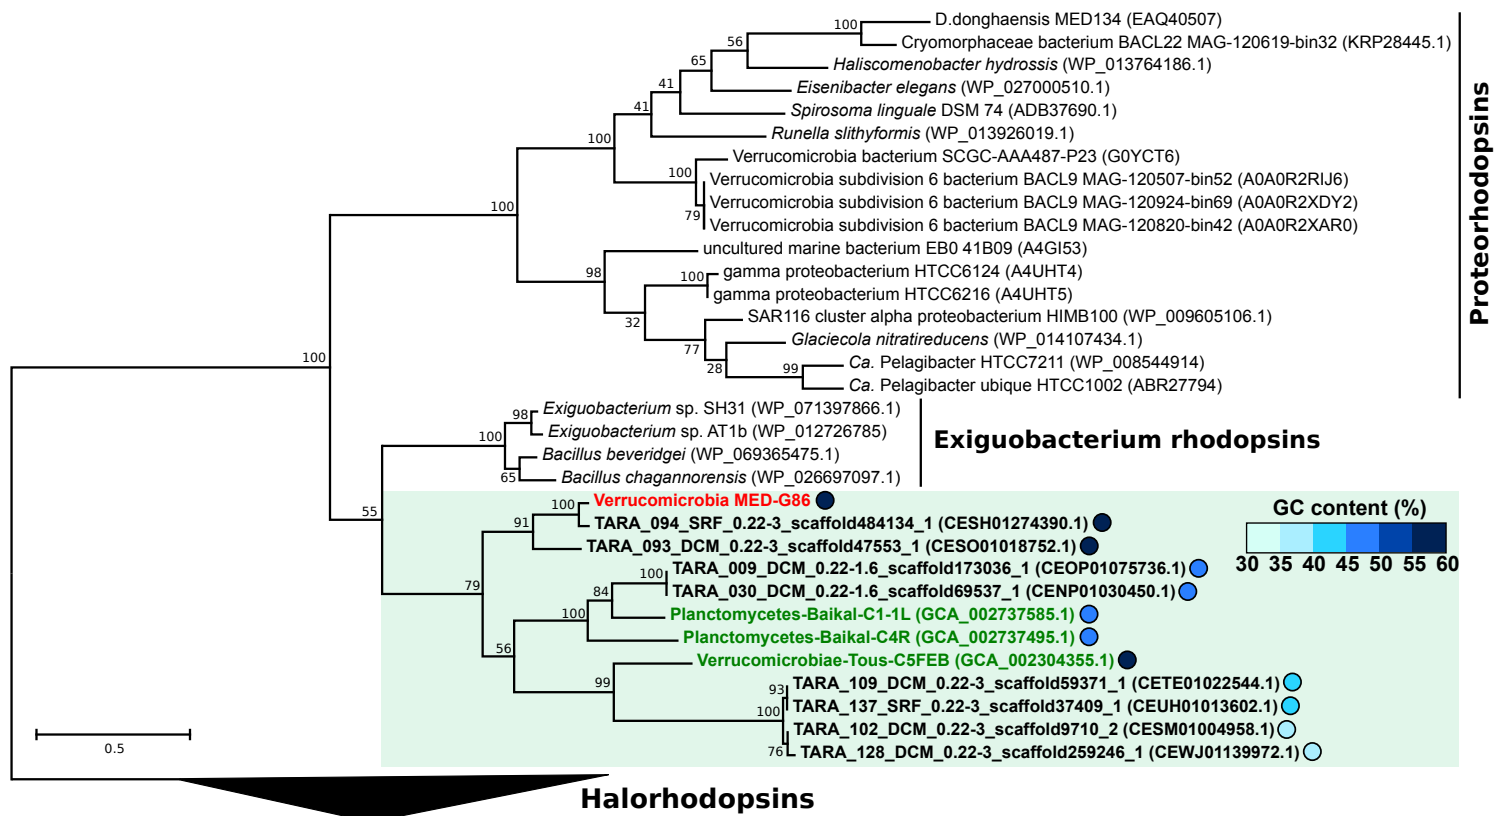 D.donghaensis MED134 (EAQ40507)
100
Cryomorphaceae bacterium BACL22 MAG-120619-bin32 (KRP28445.1)
56
Haliscomenobacter hydrossis (WP_013764186.1)
65
Eisenibacter elegans (WP_027000510.1)
41
Spirosoma linguale DSM 74 (ADB37690.1)
41
Runella slithyformis (WP_013926019.1)
100
Verrucomicrobia bacterium SCGC-AAA487-P23 (G0YCT6)
100
Verrucomicrobia subdivision 6 bacterium BACL9 MAG-120507-bin52 (A0A0R2RIJ6)
Verrucomicrobia subdivision 6 bacterium BACL9 MAG-120924-bin69 (A0A0R2XDY2)
79
Verrucomicrobia subdivision 6 bacterium BACL9 MAG-120820-bin42 (A0A0R2XAR0)
100
uncultured marine bacterium EB0 41B09 (A4GI53)
98
gamma proteobacterium HTCC6124 (A4UHT4)
100
gamma proteobacterium HTCC6216 (A4UHT5)
32
SAR116 cluster alpha proteobacterium HIMB100 (WP_009605106.1)
77
Glaciecola nitratireducens (WP_014107434.1)
28
Ca. Pelagibacter HTCC7211 (WP_008544914)
99
Ca. Pelagibacter ubique HTCC1002 (ABR27794)
Proteorhodopsins
100
Exiguobacterium sp. SH31 (WP_071397866.1)
98
Exiguobacterium sp. AT1b (WP_012726785)
100
Bacillus beveridgei (WP_069365475.1)
65
Bacillus chagannorensis (WP_026697097.1)
Exiguobacterium rhodopsins
55
Verrucomicrobia MED-G86
100
TARA_094_SRF_0.22-3_scaffold484134_1 (CESH01274390.1)
91
TARA_093_DCM_0.22-3_scaffold47553_1 (CESO01018752.1)
79
TARA_009_DCM_0.22-1.6_scaffold173036_1 (CEOP01075736.1)
100
TARA_030_DCM_0.22-1.6_scaffold69537_1 (CENP01030450.1)
84
Planctomycetes-Baikal-C1-1L (GCA_002737585.1)
100
Planctomycetes-Baikal-C4R (GCA_002737495.1)
56
Verrucomicrobiae-Tous-C5FEB (GCA_002304355.1)
99
TARA_109_DCM_0.22-3_scaffold59371_1 (CETE01022544.1)
93
TARA_137_SRF_0.22-3_scaffold37409_1 (CEUH01013602.1)
100
TARA_102_DCM_0.22-3_scaffold9710_2 (CESM01004958.1)
76
TARA_128_DCM_0.22-3_scaffold259246_1 (CEWJ01139972.1)
GC content (%)
30 35 40 45 50 55 60
0.5
Halorhodopsins